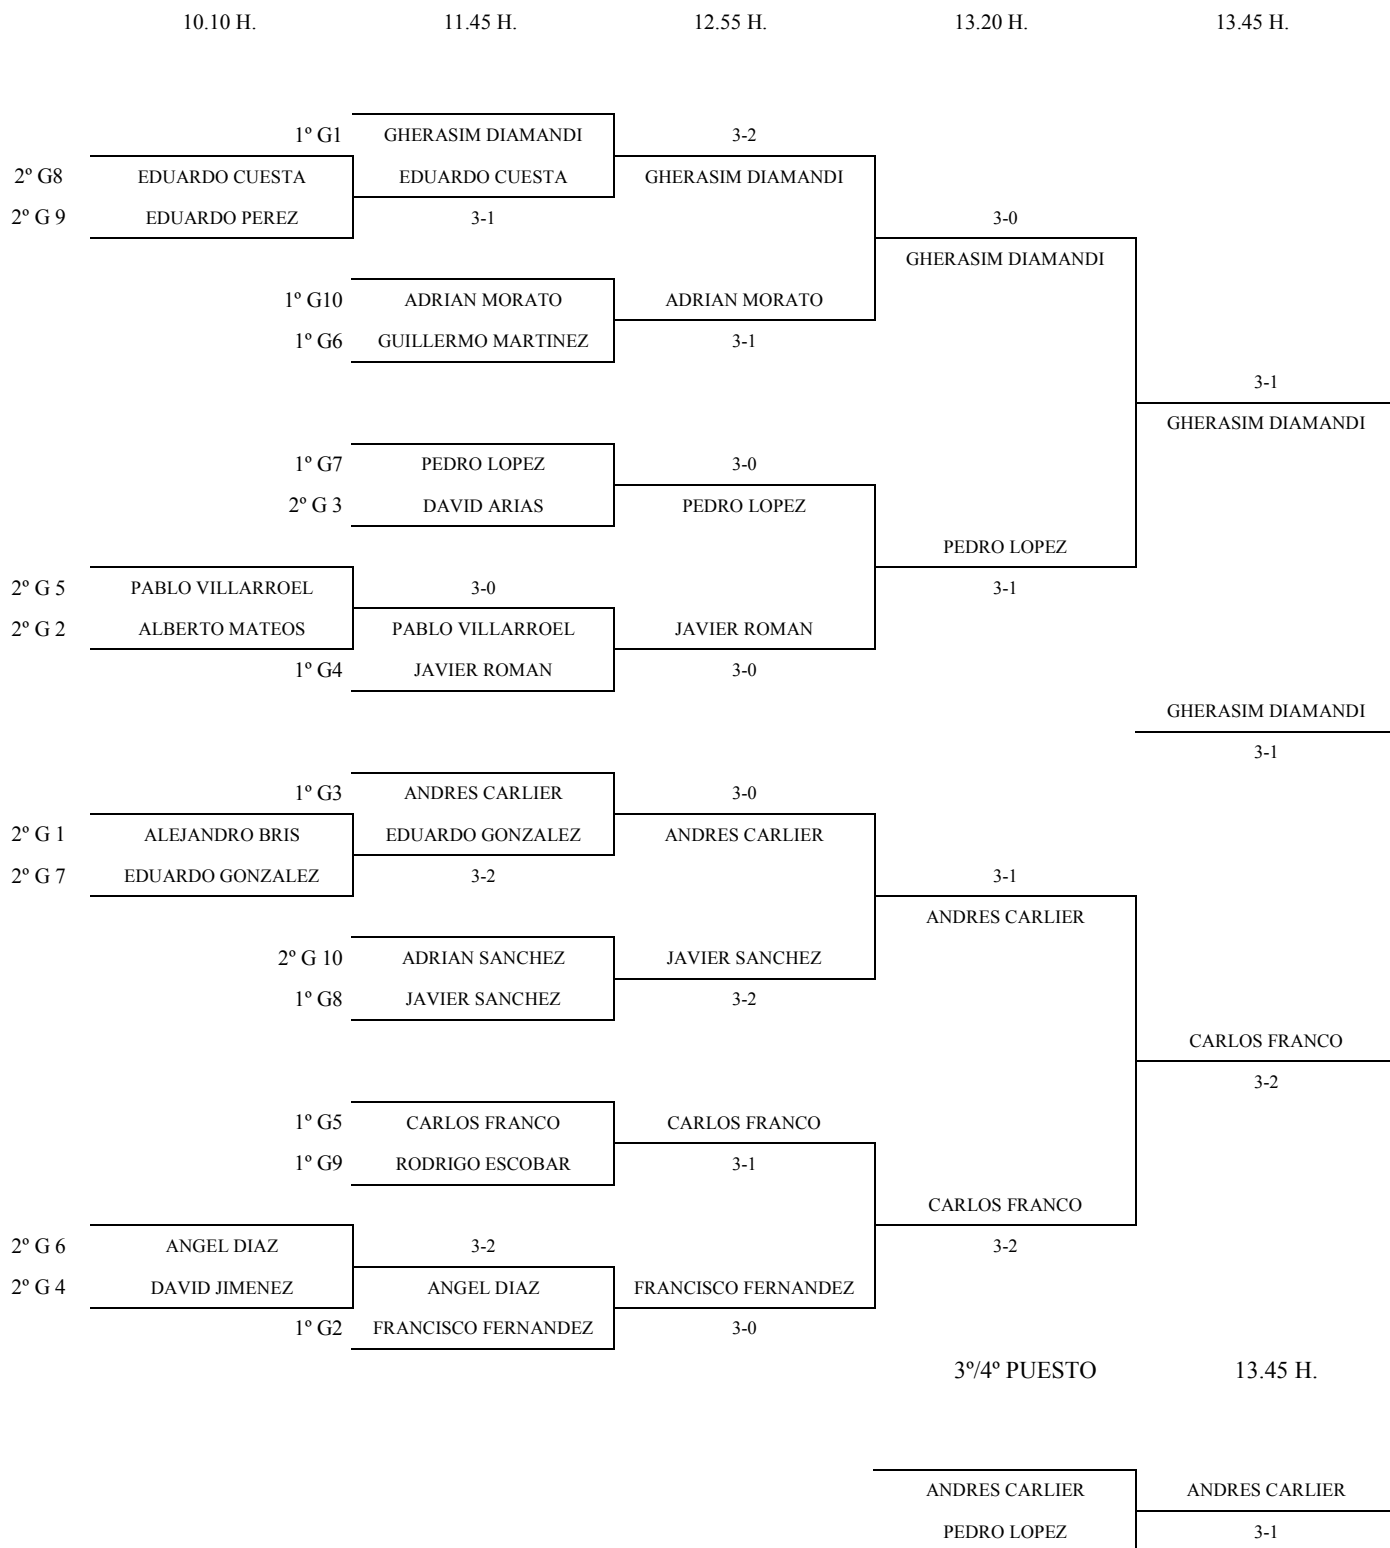 10.10 H. 11.45 H. 12.55 H. 13.20 H. 13.45 H.
1º G1 GHERASIM DIAMANDI 3-2
2º G8 EDUARDO CUESTA EDUARDO CUESTA GHERASIM DIAMANDI
2º G 9 EDUARDO PEREZ 3-1 3-0
GHERASIM DIAMANDI
1º G10 ADRIAN MORATO ADRIAN MORATO
1º G6 GUILLERMO MARTINEZ 3-1
3-1
GHERASIM DIAMANDI
1º G7 PEDRO LOPEZ 3-0
2º G 3 DAVID ARIAS PEDRO LOPEZ
PEDRO LOPEZ
2º G 5 PABLO VILLARROEL 3-0 3-1
2º G 2 ALBERTO MATEOS PABLO VILLARROEL JAVIER ROMAN
1º G4 JAVIER ROMAN 3-0
GHERASIM DIAMANDI
3-1
1º G3 ANDRES CARLIER 3-0
2º G 1 ALEJANDRO BRIS EDUARDO GONZALEZ ANDRES CARLIER
2º G 7 EDUARDO GONZALEZ 3-2 3-1
ANDRES CARLIER
2º G 10 ADRIAN SANCHEZ JAVIER SANCHEZ
1º G8 JAVIER SANCHEZ 3-2
CARLOS FRANCO
3-2
1º G5 CARLOS FRANCO CARLOS FRANCO
1º G9 RODRIGO ESCOBAR 3-1
CARLOS FRANCO
2º G 6 ANGEL DIAZ 3-2 3-2
2º G 4 DAVID JIMENEZ ANGEL DIAZ FRANCISCO FERNANDEZ
1º G2 FRANCISCO FERNANDEZ 3-0
3º/4º PUESTO 13.45 H.
ANDRES CARLIER ANDRES CARLIER
PEDRO LOPEZ 3-1